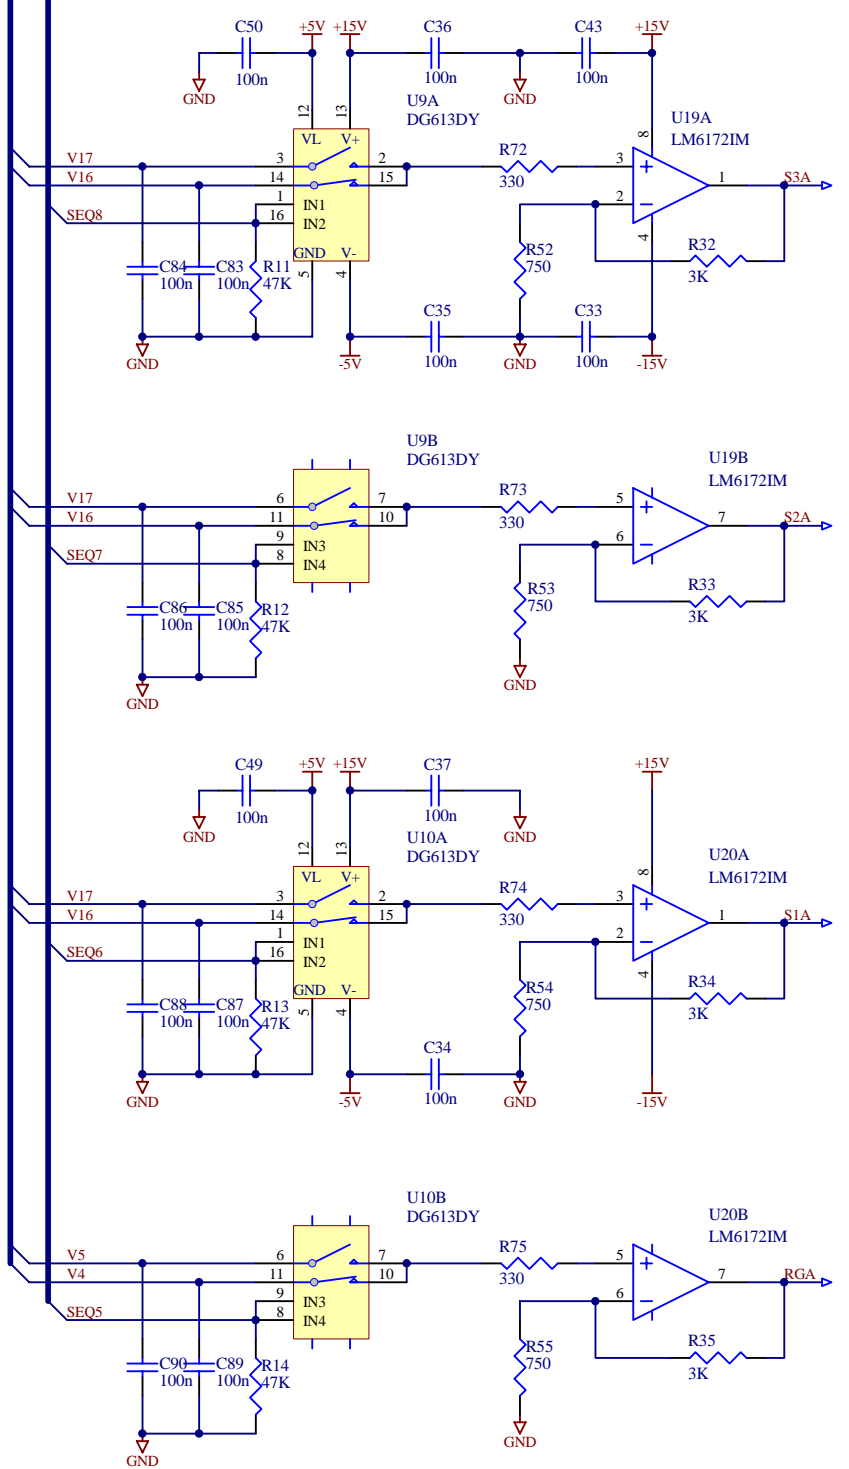 C50
+5V +15V
C36
C43
+15V
100n
100n
100n
GND
GND
U9A
DG613DY
U19A
LM6172IM
12
13
8
VL V+
V17
3
2
R72
330
3
1
S3A
V16
14
15
2
1
IN1
SEQ8
16
IN2
4
R32
3K
GND V-
5
4
C84
100n
C83
100n
R11
47K
R52
750
C35
C33
100n
100n
GND
-5V
GND
-15V
U9B
DG613DY
U19B
LM6172IM
V17
6
7
R73
330
5
7
S2A
V16
11
10
6
9
IN3
SEQ7
8
IN4
R33
3K
C86
100n
C85
100n
R12
47K
R53
750
GND
GND
C49
+5V +15V
C37
+15V
100n
100n
GND
GND
U10A
DG613DY
U20A
LM6172IM
12
13
8
VL V+
V17
3
2
R74
330
3
1
S1A
V16
14
15
2
1
IN1
SEQ6
16
IN2
4
R34
3K
GND V-
5
4
C88
100n
C87
100n
R13
47K
R54
750
C34
100n
GND
-5V
GND
-15V
U10B
DG613DY
U20B
LM6172IM
V5
6
7
R75
330
5
7
RGA
V4
11
10
6
9
IN3
SEQ5
8
IN4
R35
3K
C90
100n
C89
100n
R14
47K
R55
750
GND
GND